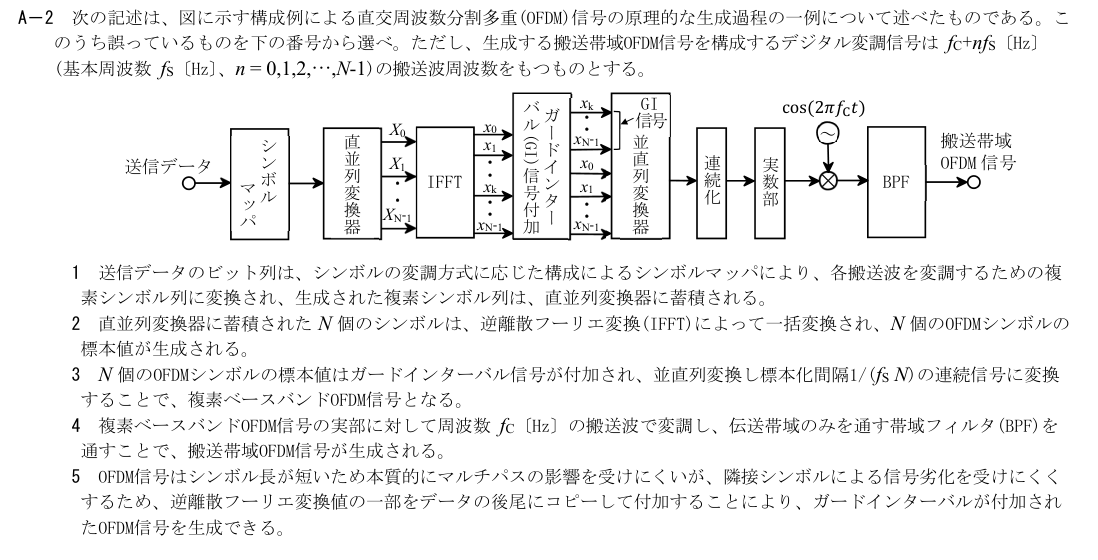 A－2 次の記述は、図に示す構成例による直交周波数分割多重(OFDM)信号の原理的な生成過程の一例について述べたものである。こ
のうち誤っているものを下の番号から選べ。ただし、生成する搬送帯域OFDM信号を構成するデジタル変調信号は fC+nfS〔Hz〕
(基本周波数 fS〔Hz〕、n = 0,1,2,…,N-1)の搬送波周波数をもつものとする。
送信データ
シンボル
マッパ
直並列変換器
X0
X1
XN-1
IFFT
x0
x1
xk
xN-1
ガードインター
バル(GI)信号付加
xk
xN-1
x0
x1
xN-1
GI
信号
並直列変換器
連続化
実数部
cos(2πfCt)
BPF
搬送帯域
OFDM 信号
1 送信データのビット列は、シンボルの変調方式に応じた構成によるシンボルマッパにより、各搬送波を変調するための複
素シンボル列に変換され、生成された複素シンボル列は、直並列変換器に蓄積される。
2 直並列変換器に蓄積された N 個のシンボルは、逆離散フーリエ変換(IFFT)によって一括変換され、N 個のOFDMシンボルの
標本値が生成される。
3 N 個のOFDMシンボルの標本値はガードインターバル信号が付加され、並直列変換し標本化間隔1/(fS N)の連続信号に変換
することで、複素ベースバンドOFDM信号となる。
4 複素ベースバンドOFDM信号の実部に対して周波数 fC〔Hz〕の搬送波で変調し、伝送帯域のみを通す帯域フィルタ(BPF)を
通すことで、搬送帯域OFDM信号が生成される。
5 OFDM信号はシンボル長が短いため本質的にマルチパスの影響を受けにくいが、隣接シンボルによる信号劣化を受けにくく
するため、逆離散フーリエ変換値の一部をデータの後尾にコピーして付加することにより、ガードインターバルが付加され
たOFDM信号を生成できる。